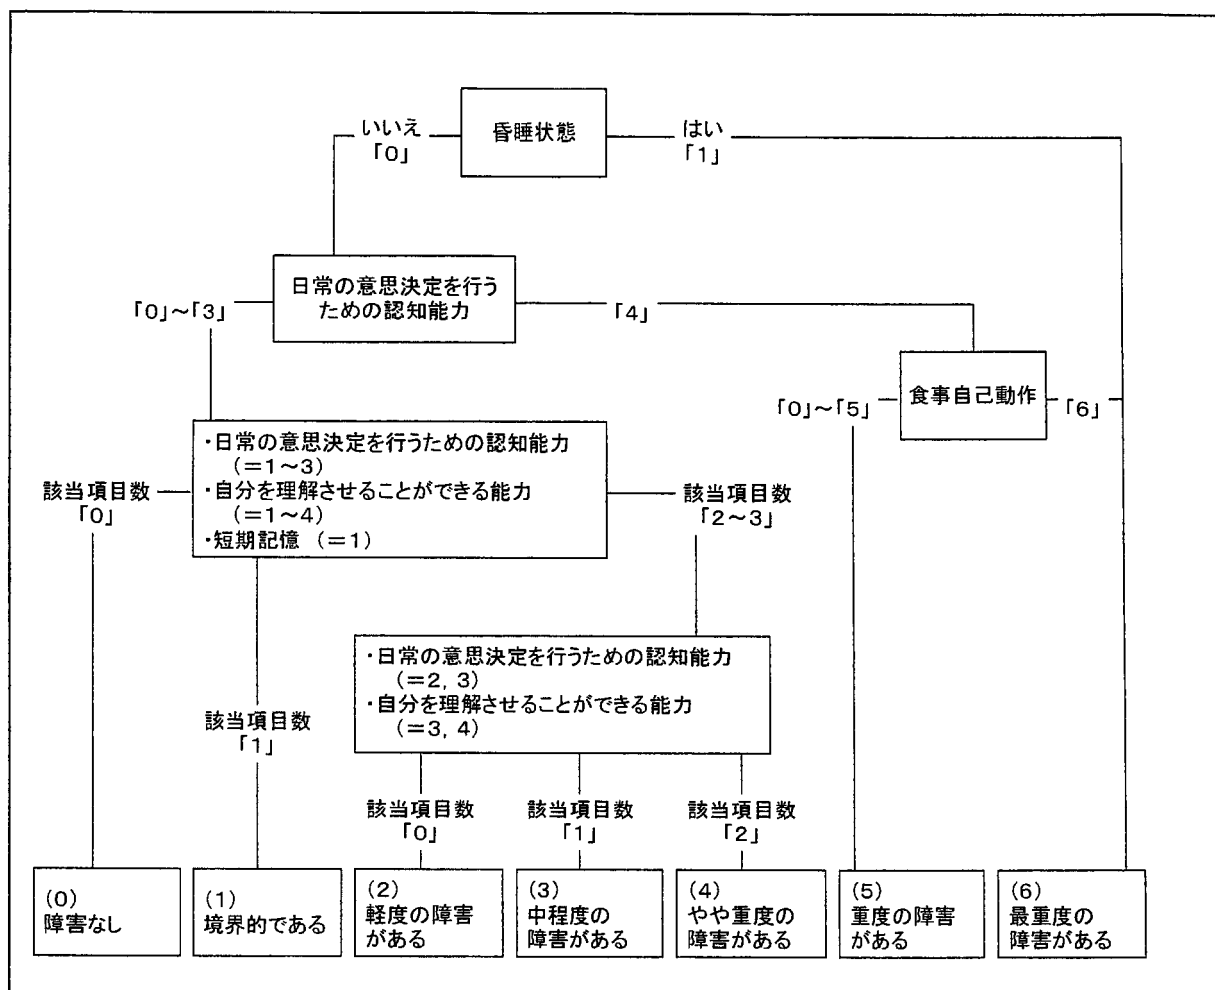 昏睡状態
いいえ
「0」
はい
「1」
日常の意思決定を行う
ための認知能力
「0」～「3」
「4」
食事自己動作
「0」～「5」
「6」
・日常の意思決定を行うための認知能力
（＝1～3）
・自分を理解させることができる能力
（＝1～4）
・短期記憶 （＝1）
該当項目数
「0」
該当項目数
「2～3」
・日常の意思決定を行うための認知能力
（＝2, 3）
・自分を理解させることができる能力
（＝3, 4）
該当項目数
「1」
該当項目数
「0」
該当項目数
「1」
該当項目数
「2」
(0)
障害なし
(1)
境界的である
(2)
軽度の障害
がある
(3)
中程度の
障害がある
(4)
やや重度の
障害がある
(5)
重度の障害
がある
(6)
最重度の
障害がある